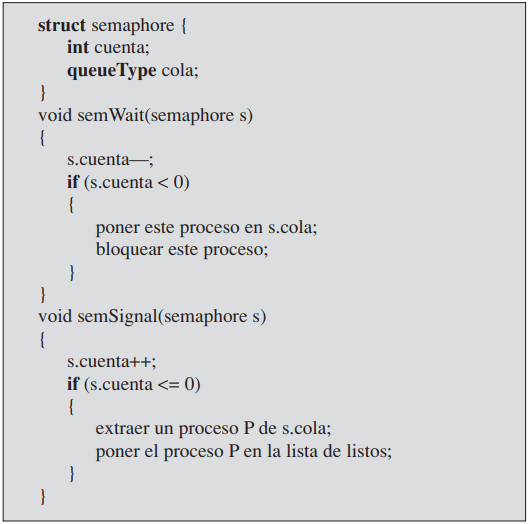 struct semaphore {
int cuenta;
queueType cola;
}
void semWait(semaphore s)
{
s.cuenta—;
if (s.cuenta < 0)
{
poner este proceso en s.cola;
bloquear este proceso;
}
}
void semSignal(semaphore s)
{
s.cuenta++;
if (s.cuenta <= 0)
{
extraer un proceso P de s.cola;
poner el proceso P en la lista de listos;
}
}